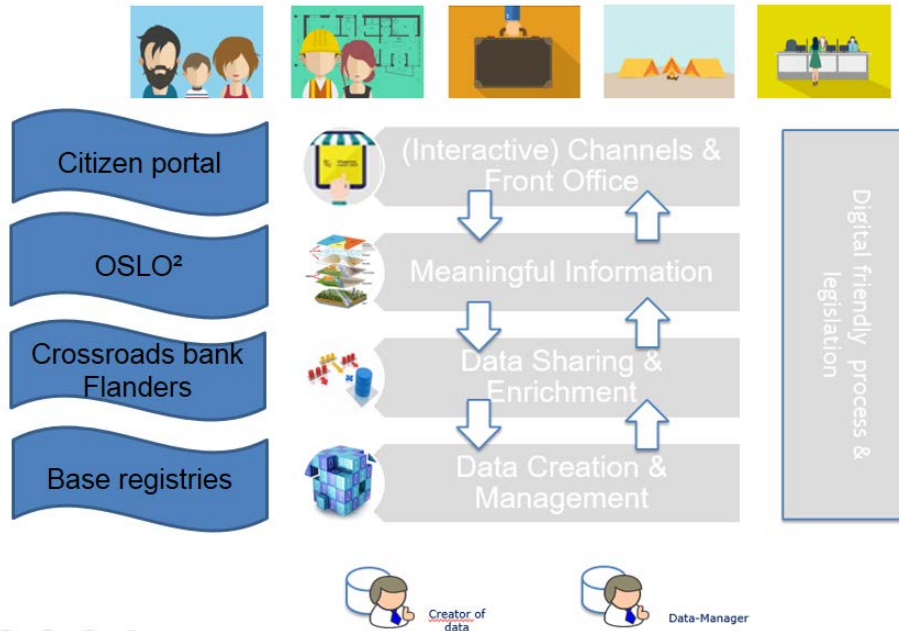 Citizen portal
(Interactive) Channels &
Front Office
OSLO²
Meaningful Information
Crossroads bank
Flanders
Data Sharing &
Enrichment
Base registries
Data Creation &
Management
Digital friendly process &
legislation
Creator of
data
Data-Manager